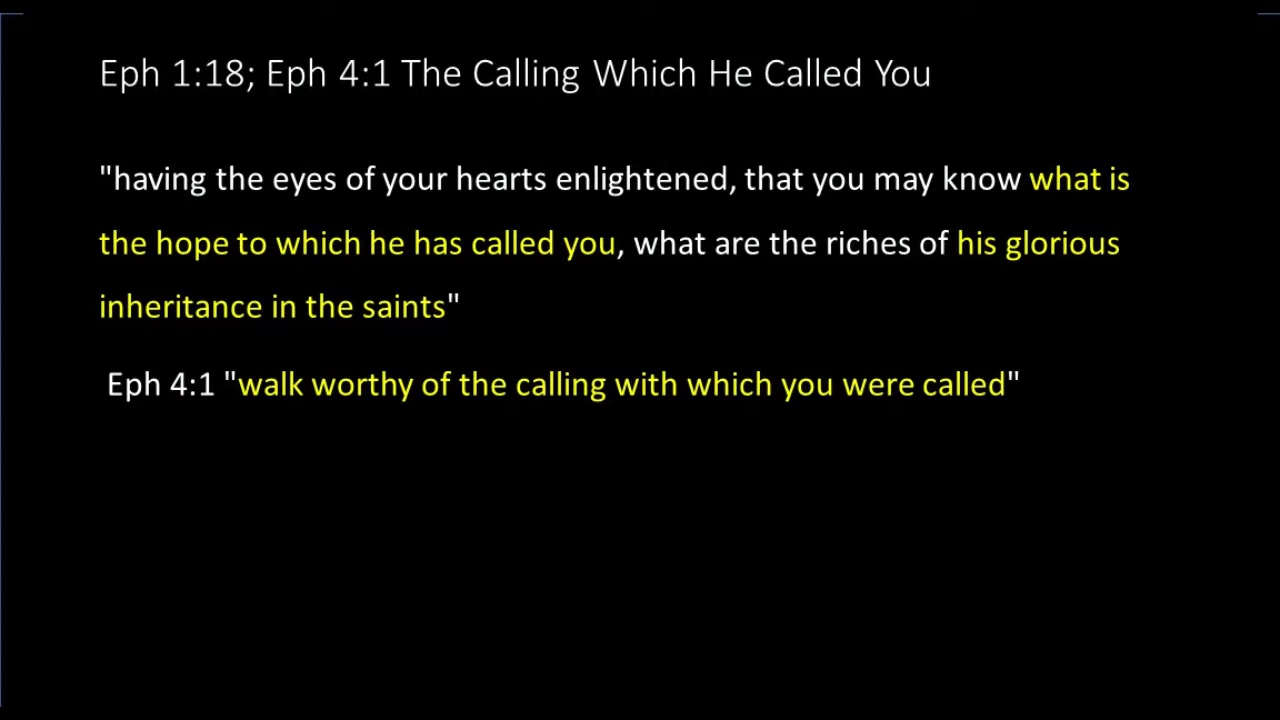 Eph 1:18; Eph 4:1 The Calling Which He Called You
"having the eyes of your hearts enlightened, that you may know what is
the hope to which he has called you, what are the riches of his glorious
inheritance in the saints"
Eph 4:1 "walk worthy of the calling with which you were called"